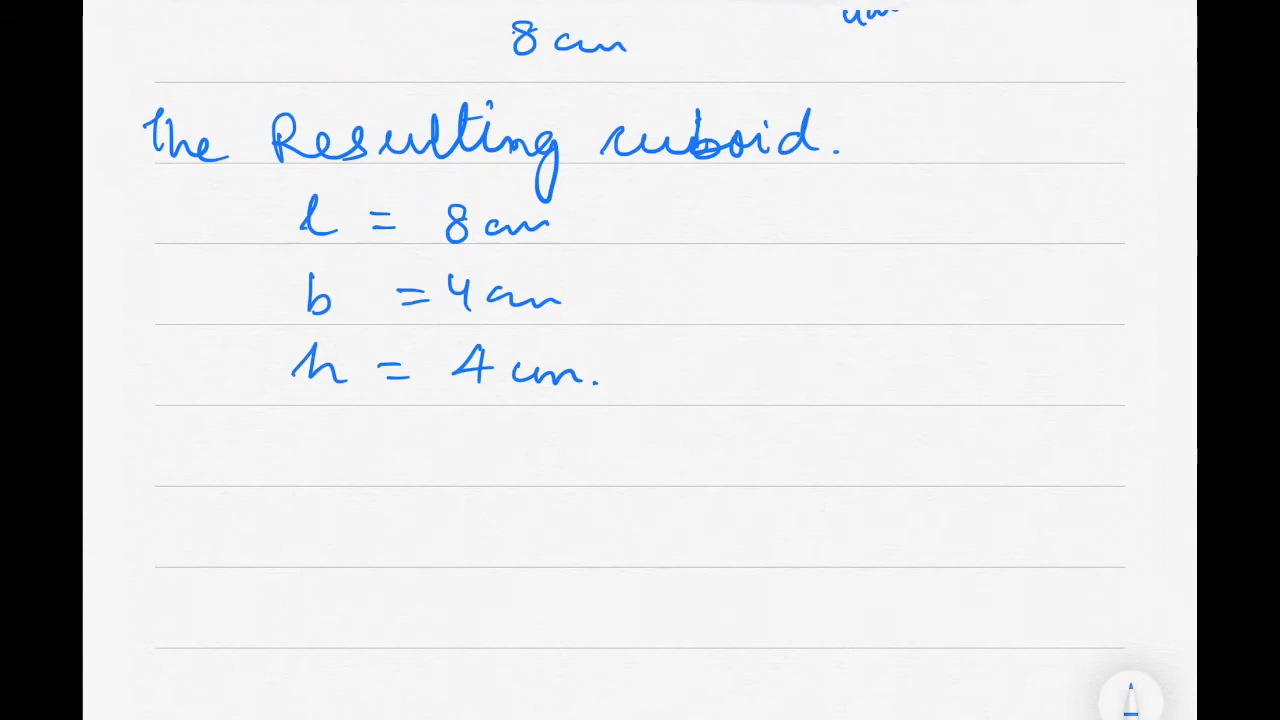 8 cm
The Resulting cuboid.
l = 8 cm
b = 4 cm
h = 4 cm.